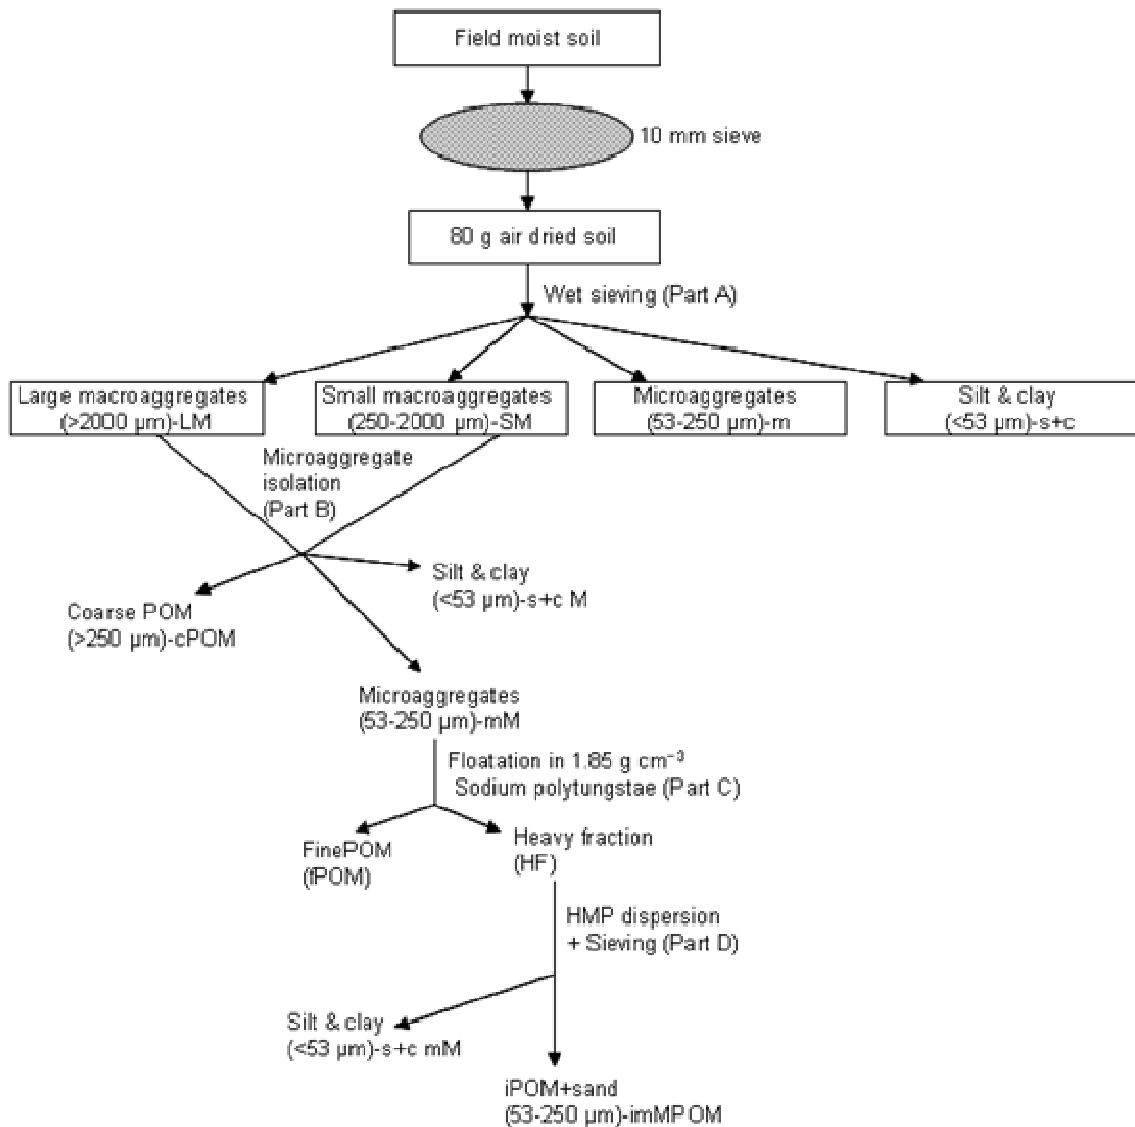 Field moist soil
10 mm sieve
80 g air dried soil
Wet sieving (Part A)
Large macroaggregates
(>2000 µm)-LM
Small macroaggregates
(250-2000 µm)-SM
Microaggregates
(53-250 µm)-m
Silt & clay
(<53 µm)-s+c
Microaggregate
isolation
(Part B)
Silt & clay
(<53 µm)-s+c M
Coarse POM
(>250 µm)-cPOM
Microaggregates
(53-250 µm)-mM
Floatation in 1.85 g cm⁻³
Sodium polytungstae (Part C)
FinePOM
(fPOM)
Heavy fraction
(HF)
HMP dispersion
+ Sieving (Part D)
Silt & clay
(<53 µm)-s+c mM
iPOM+sand
(53-250 µm)-imMPOM